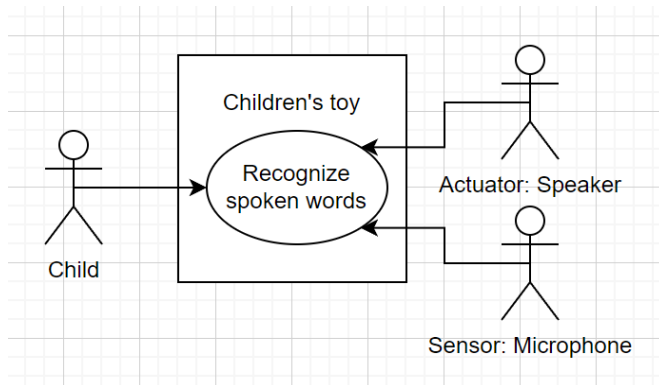 Children's toy
Recognize
spoken words
Child
Actuator: Speaker
Sensor: Microphone